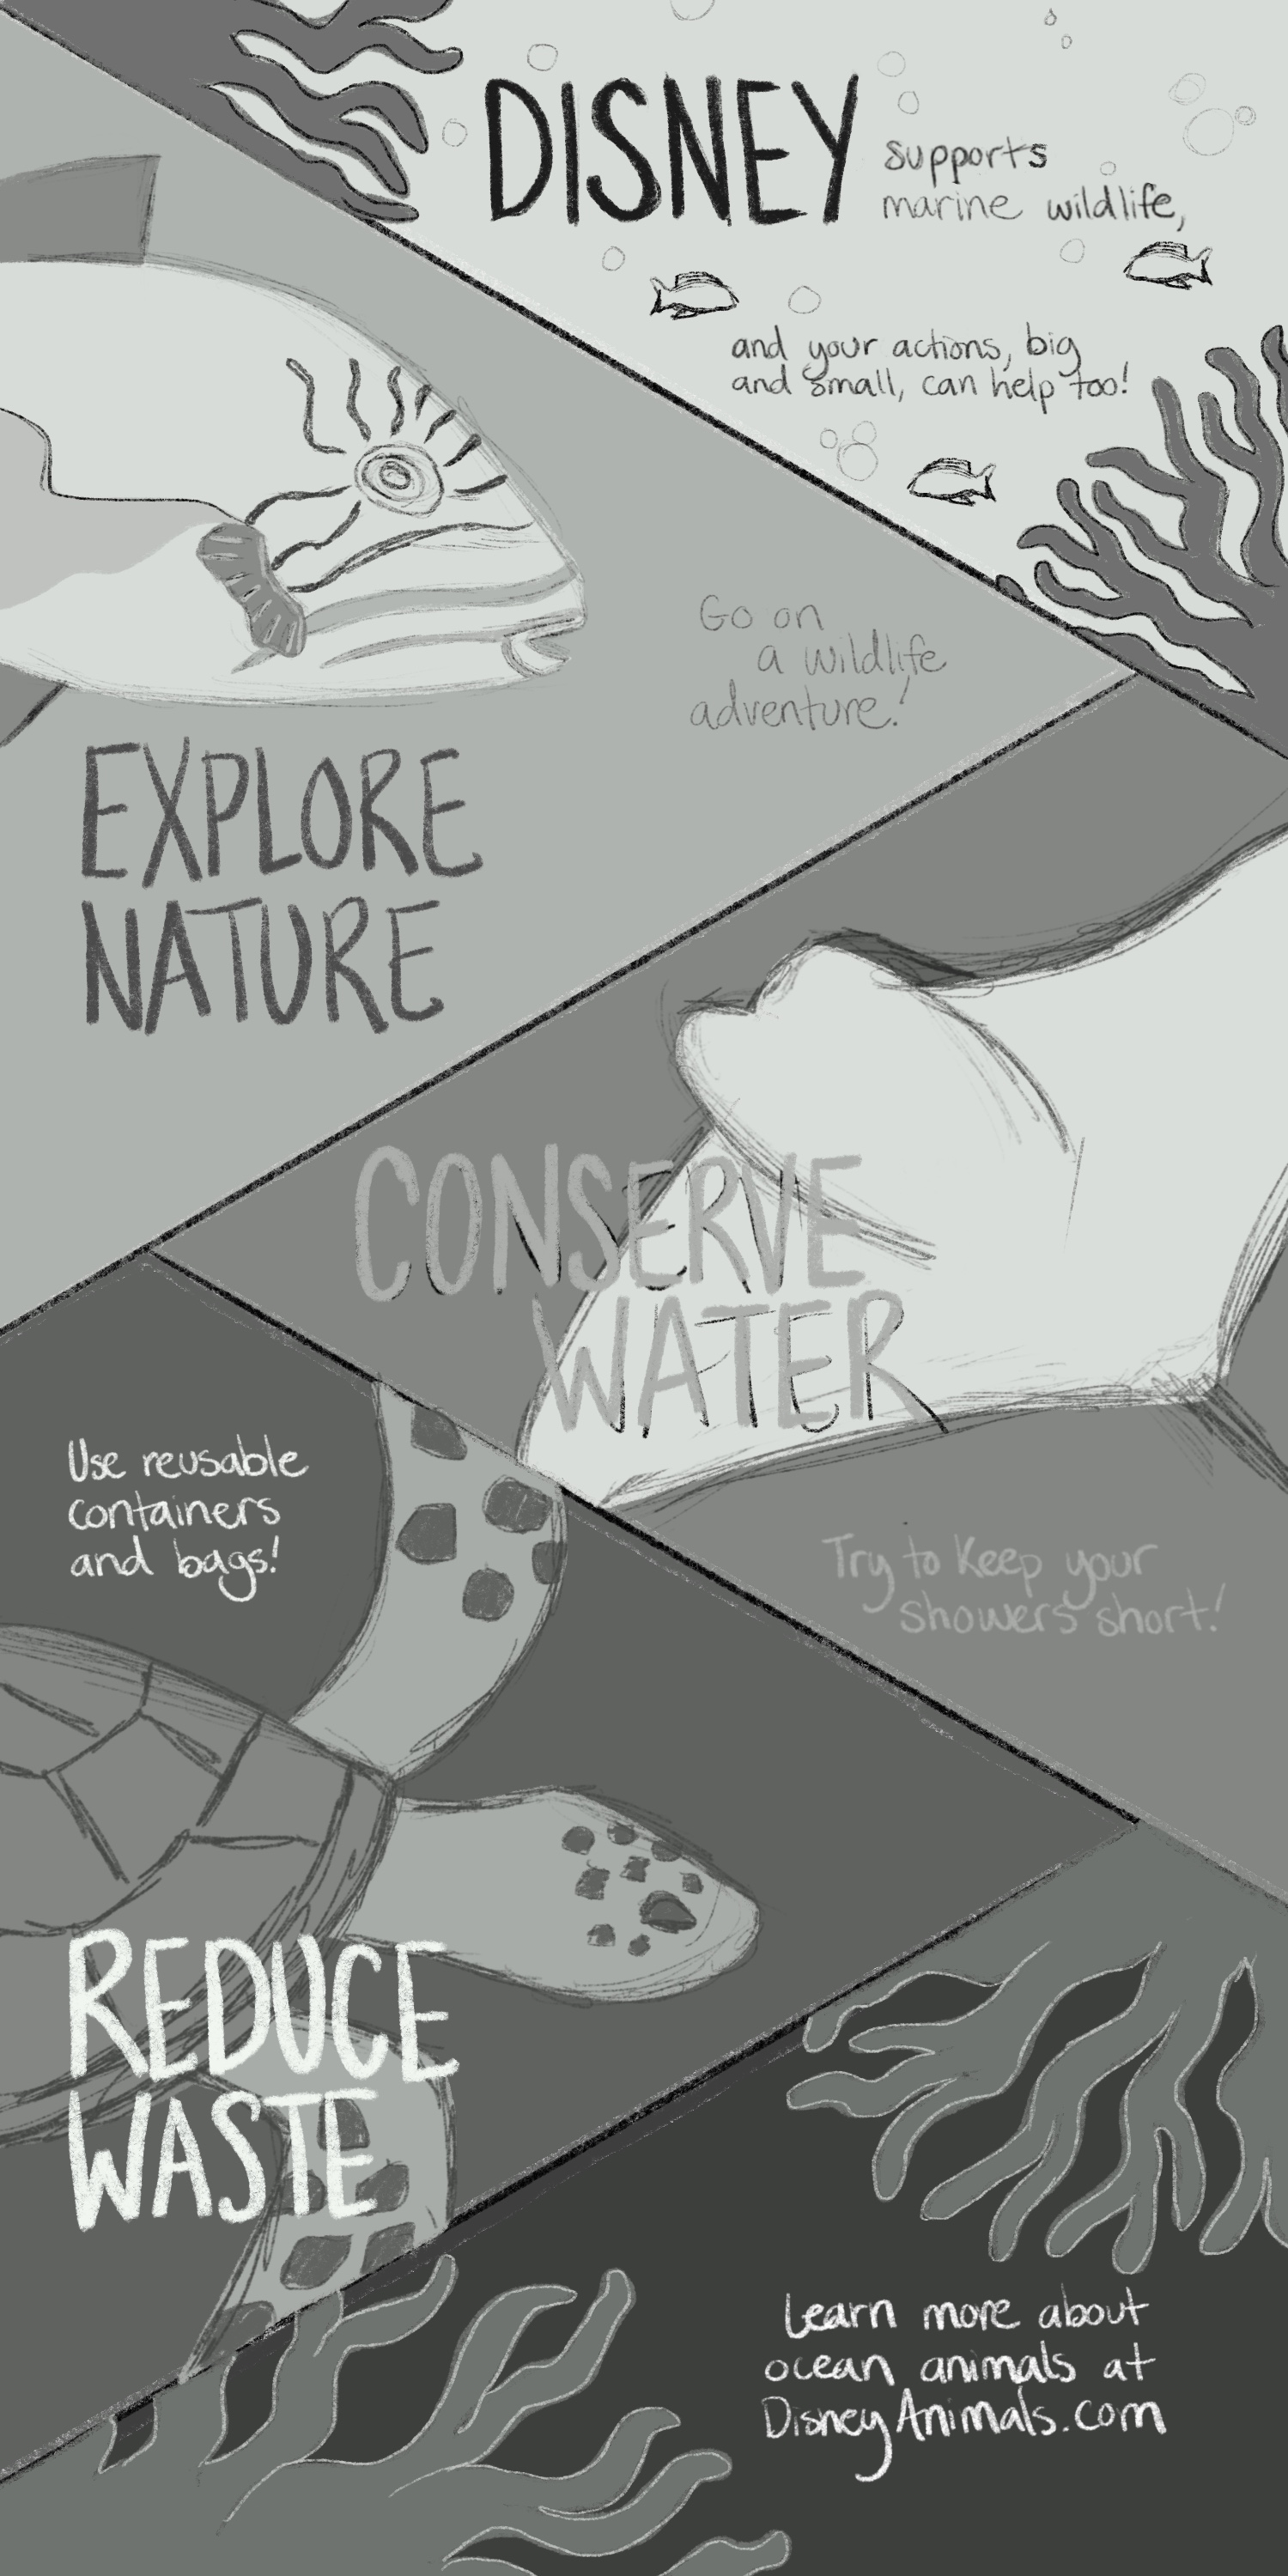 DISNEY supports
marine wildlife,
and your actions, big
and small, can help too!
Go on
a wildlife
adventure!
EXPLORE
NATURE
CONSERVE
WATER
Try to keep your
showers short!
Use reusable
containers
and bags!
REDUCE
WASTE
Learn more about
ocean animals at
DisneyAnimals.com